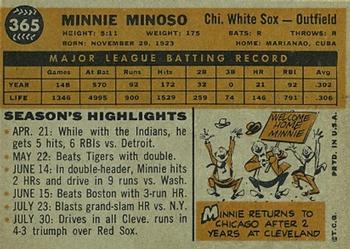 365
MINNIE MINOSO
Chi. White Sox — Outfield
HEIGHT: 5:11 WEIGHT: 175 BATS: R THROWS: R
BORN: NOVEMBER 29, 1923 HOME: MARIANAO, CUBA
MAJOR LEAGUE BATTING RECORD
Games At Bat Runs Hits 2B 3B HR R.B.I. Avg.
YEAR 148 570 92 172 32 0 21 92 .302
LIFE 1346 4995 900 1529 259 74 146 791 .306
SEASON'S HIGHLIGHTS
• APR. 21: While with the Indians, he
gets 5 hits, 6 RBIs vs. Detroit.
• MAY 22: Beats Tigers with double.
• JUNE 14: In doubleheader, Minnie hits
2 HRs and drive in 9 runs vs. Wash.
• JUNE 15: Beats Boston with 3-run HR.
• JULY 23: Blasts grand-slam HR vs. N.Y.
• JULY 30: Drives in all Cleve. runs in
4-3 triumph over Red Sox.
WELCOME
HOME
MINNIE
MINNIE RETURNS TO
CHICAGO AFTER 2
YEARS AT CLEVELAND
© T.C.G. PRTD. IN U.S.A.